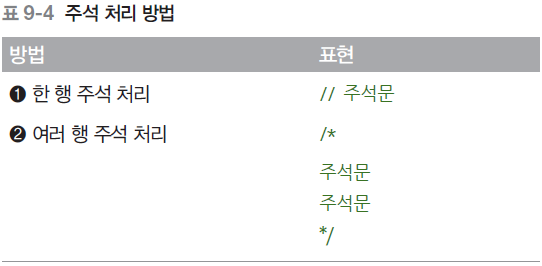 표 9-4 주석 처리 방법
방법 표현
❶ 한 행 주석 처리 // 주석문
❷ 여러 행 주석 처리 /*
주석문
주석문
*/